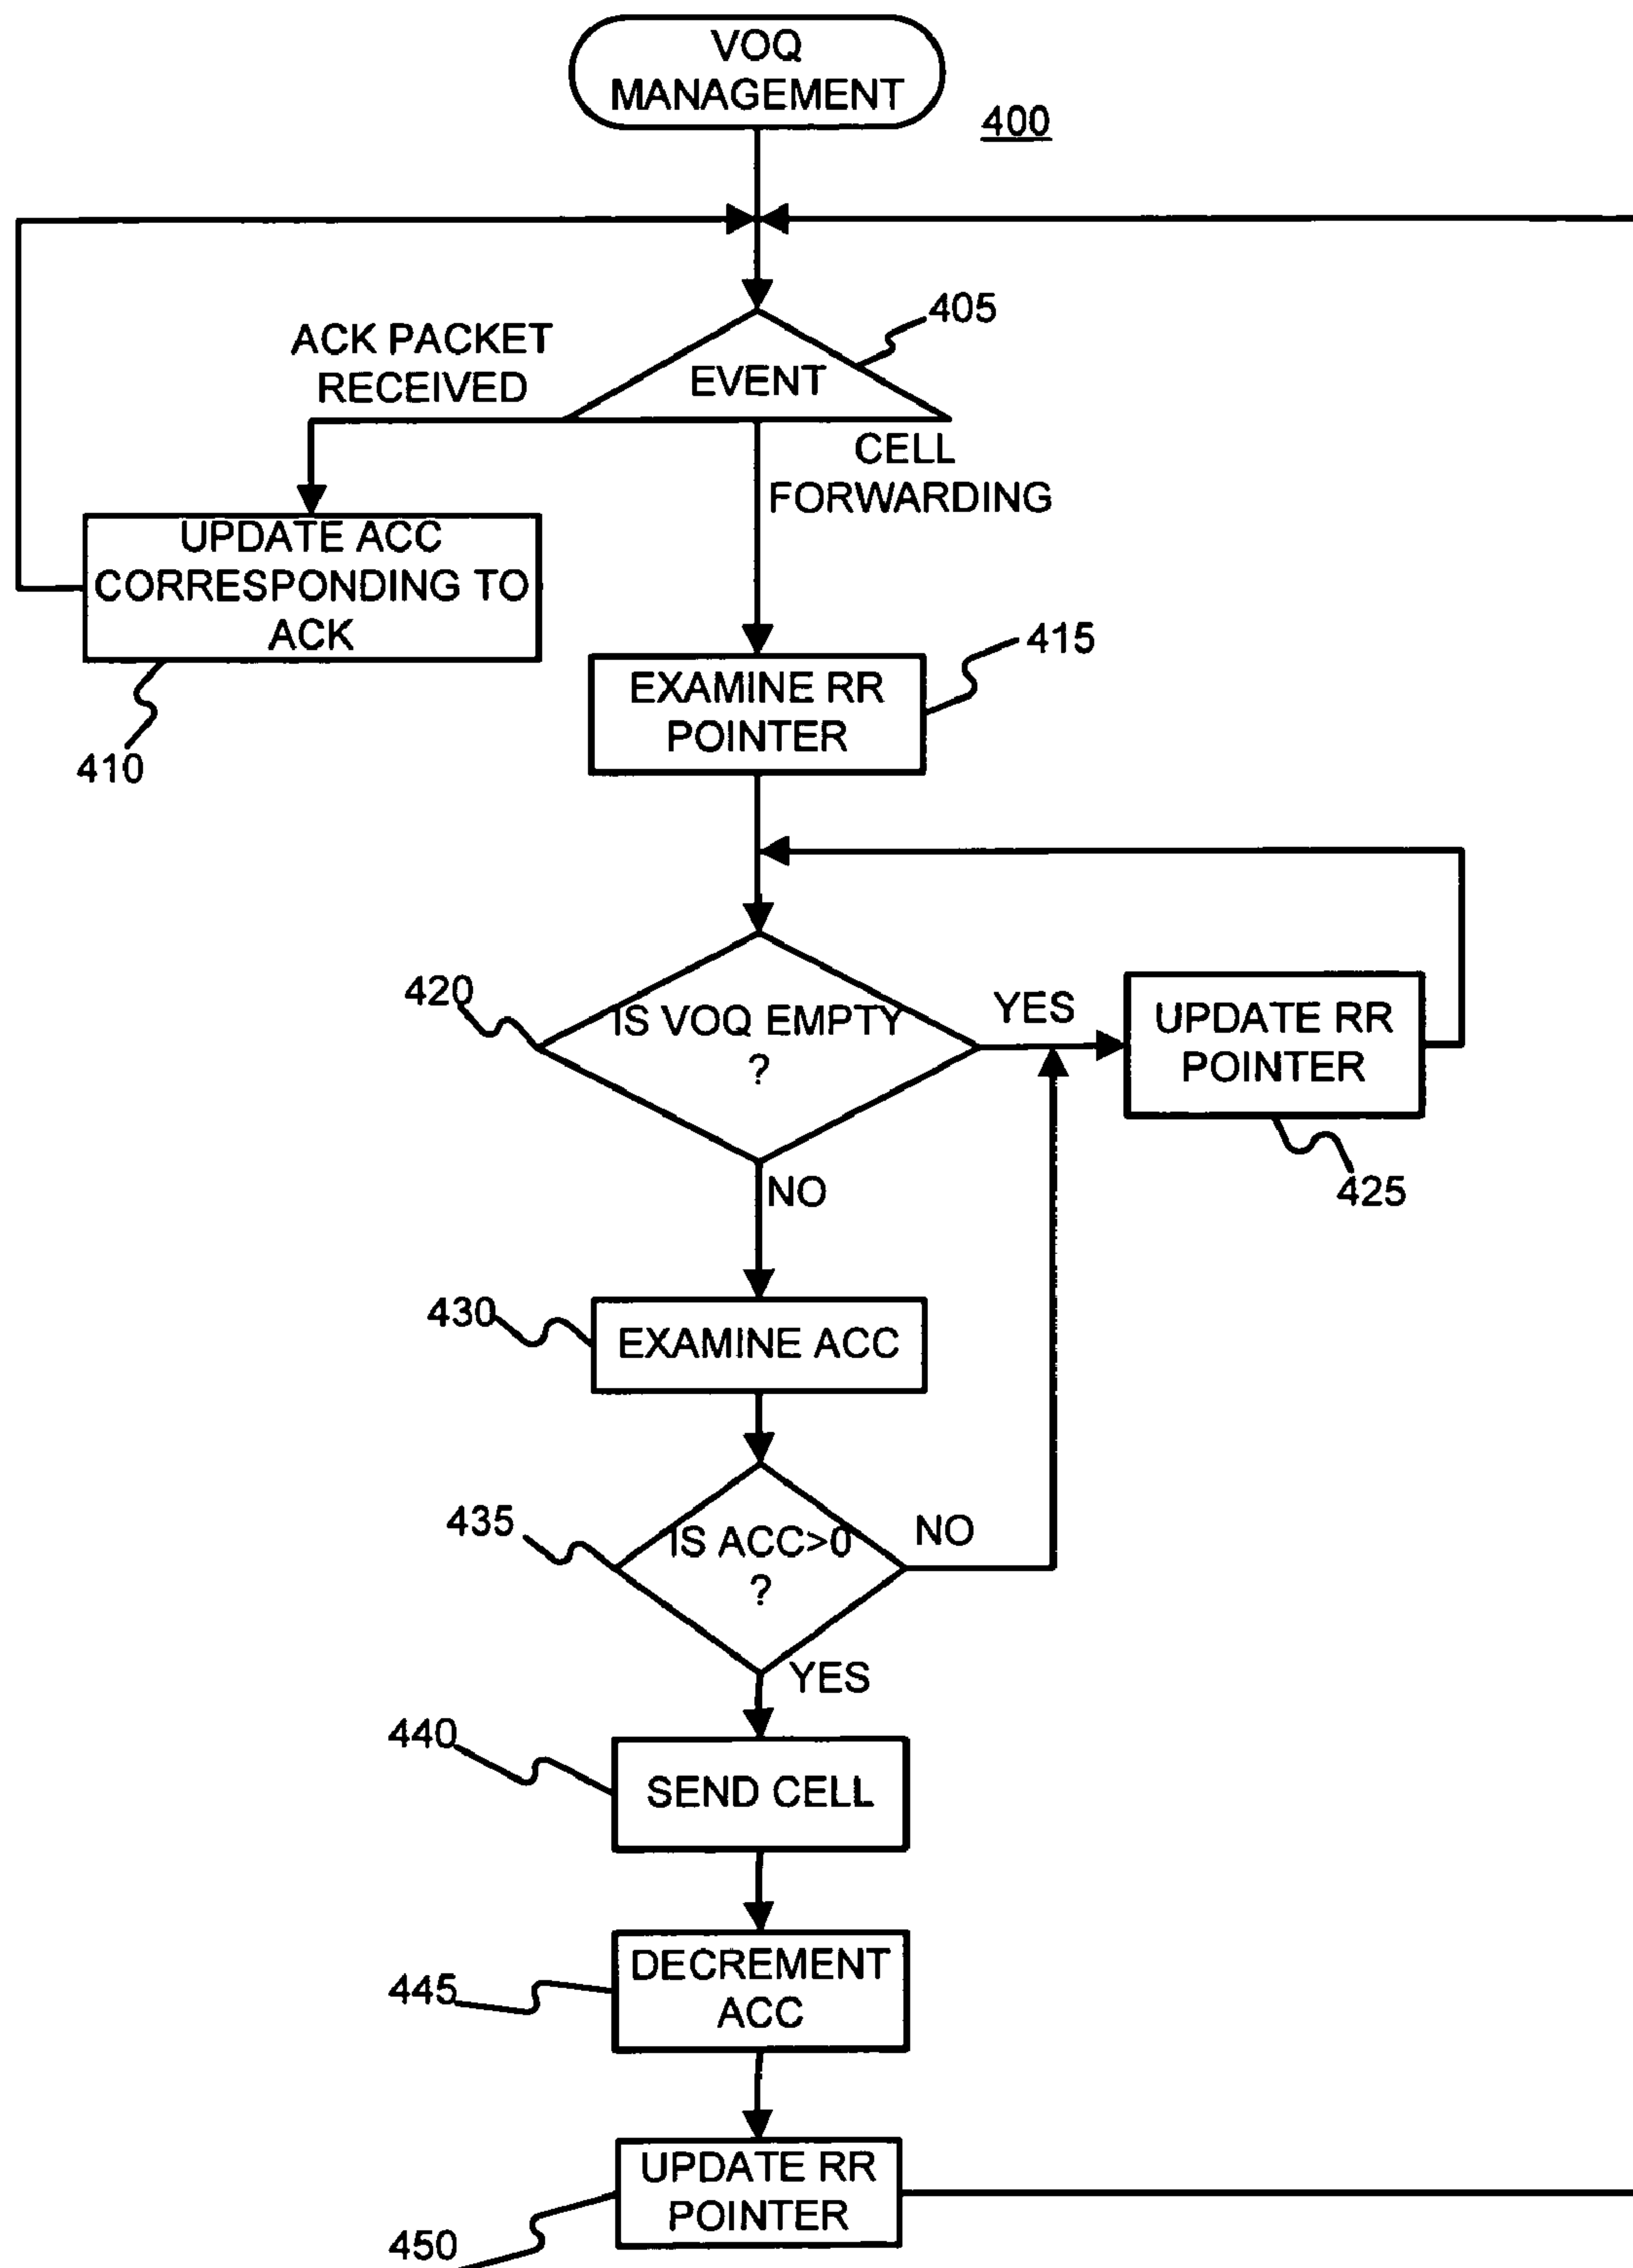 VOQ
MANAGEMENT
400
405
ACK PACKET
RECEIVED
EVENT
CELL
FORWARDING
UPDATE ACC
CORRESPONDING TO
ACK
410
415
EXAMINE RR
POINTER
420
IS VOQ EMPTY
?
YES
UPDATE RR
POINTER
425
NO
430
EXAMINE ACC
435
IS ACC>0
?
NO
YES
440
SEND CELL
445
DECREMENT
ACC
UPDATE RR
POINTER
450